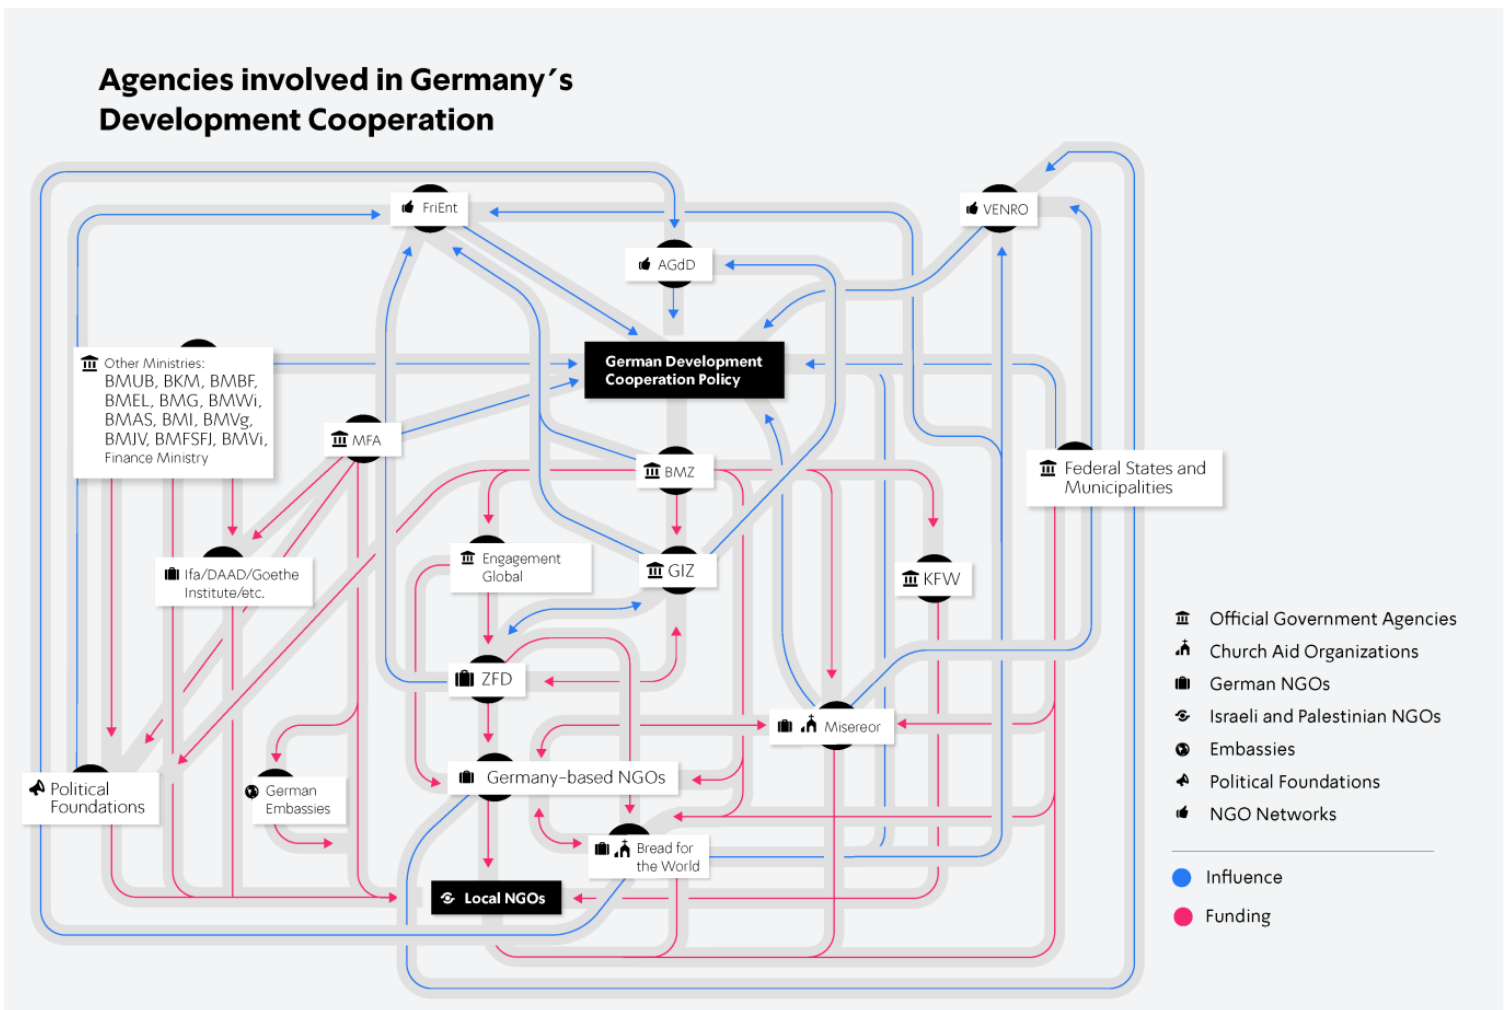 Agencies involved in Germany´s
Development Cooperation
FriEnt
VENRO
AGdD
Other Ministries:
BMUB, BKM, BMBF,
BMEL, BMG, BMWi,
BMAS, BMI, BMVg,
BMJV, BMFSFJ, BMVi,
Finance Ministry
German Development
Cooperation Policy
MFA
BMZ
Federal States and
Municipalities
Engagement
Global
GIZ
KFW
Ifa/DAAD/Goethe
Institute/etc.
ZFD
Misereor
Political
Foundations
German
Embassies
Germany-based NGOs
Bread for
the World
Local NGOs
Official Government Agencies
Church Aid Organizations
German NGOs
Israeli and Palestinian NGOs
Embassies
Political Foundations
NGO Networks
Influence
Funding